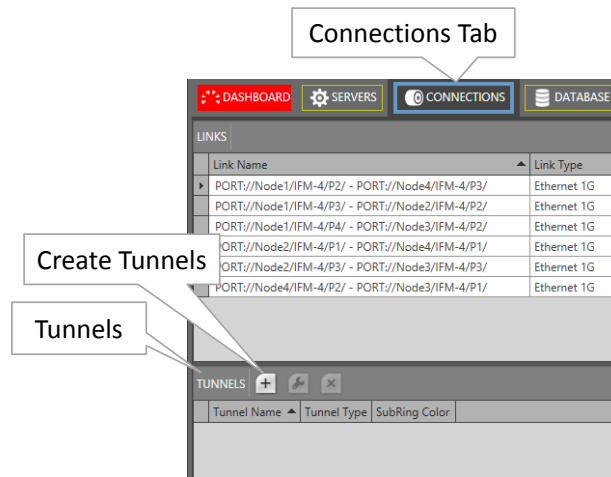 Connections Tab
DASHBOARD SERVERS CONNECTIONS DATABASE
LINKS
Link Name Link Type
PORT://Node1/IFM-4/P2/ - PORT://Node4/IFM-4/P3/ Ethernet 1G
PORT://Node1/IFM-4/P3/ - PORT://Node2/IFM-4/P2/ Ethernet 1G
PORT://Node1/IFM-4/P4/ - PORT://Node3/IFM-4/P2/ Ethernet 1G
PORT://Node2/IFM-4/P1/ - PORT://Node4/IFM-4/P1/ Ethernet 1G
Create Tunnels
PORT://Node2/IFM-4/P3/ - PORT://Node3/IFM-4/P3/ Ethernet 1G
PORT://Node4/IFM-4/P2/ - PORT://Node3/IFM-4/P1/ Ethernet 1G
Tunnels
TUNNELS
Tunnel Name Tunnel Type SubRing Color